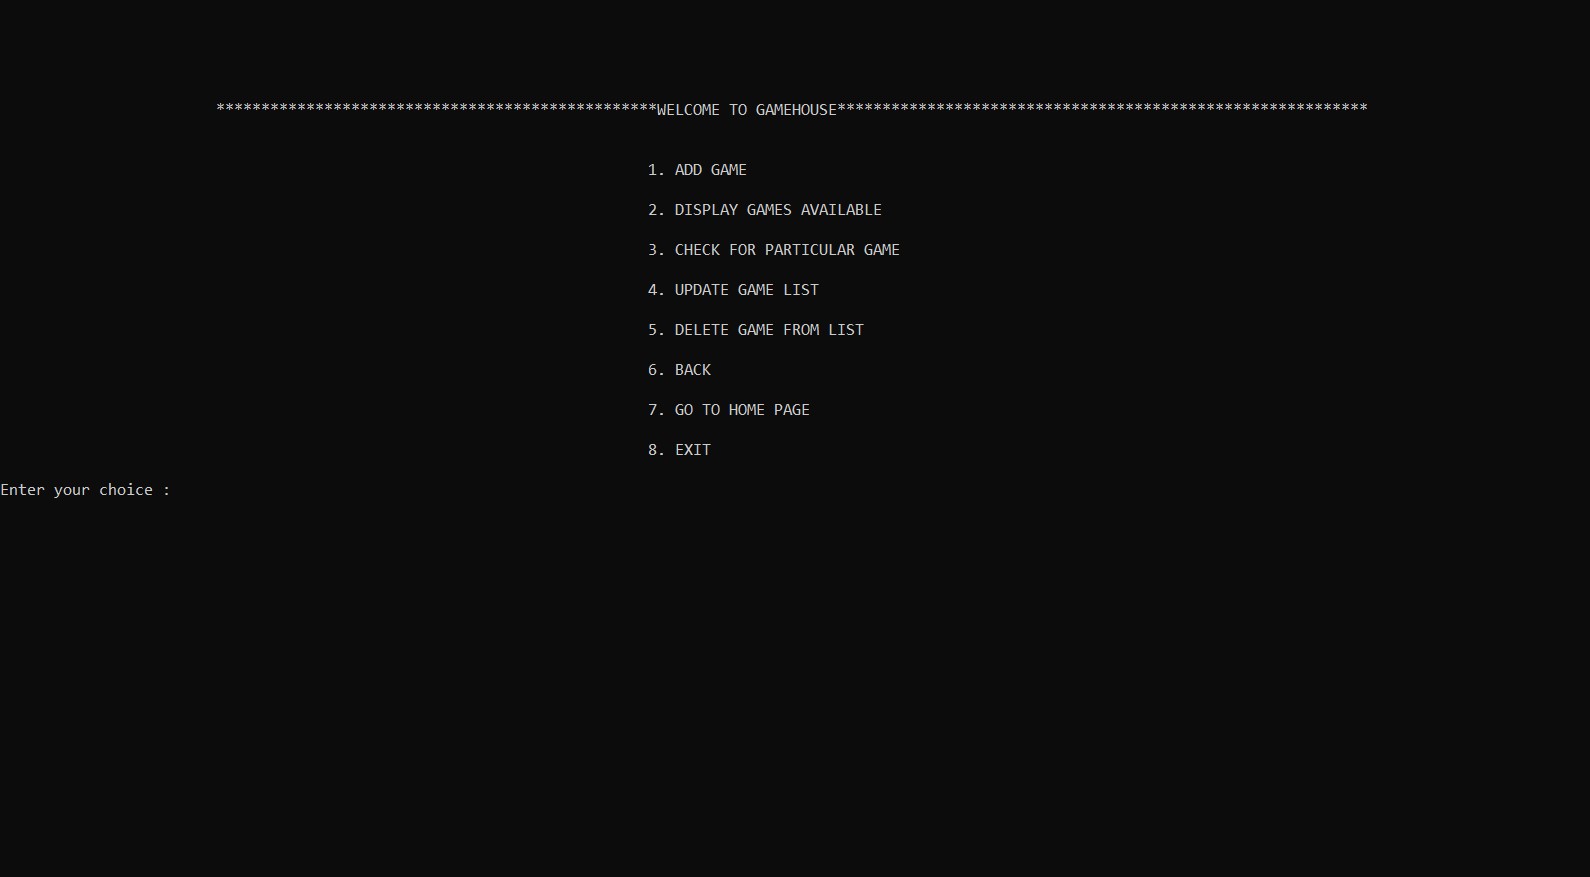 *************************************************WELCOME TO GAMEHOUSE***********************************************************
1. ADD GAME
2. DISPLAY GAMES AVAILABLE
3. CHECK FOR PARTICULAR GAME
4. UPDATE GAME LIST
5. DELETE GAME FROM LIST
6. BACK
7. GO TO HOME PAGE
8. EXIT
Enter your choice :